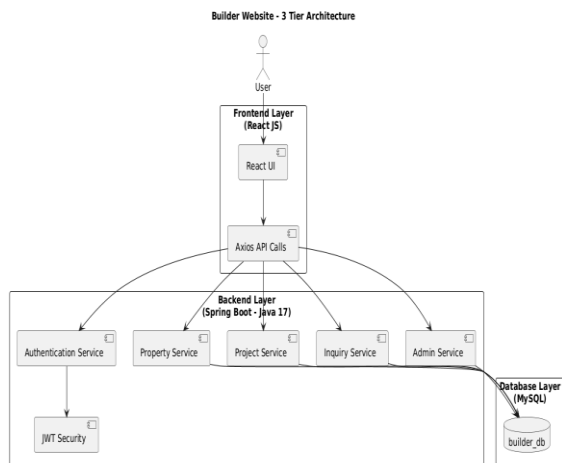 Builder Website - 3 Tier Architecture
User
Frontend Layer
(React JS)
React UI
Axios API Calls
Backend Layer
(Spring Boot - Java 17)
Authentication Service
Property Service
Project Service
Inquiry Service
Admin Service
Database Layer
(MySQL)
JWT Security
builder_db